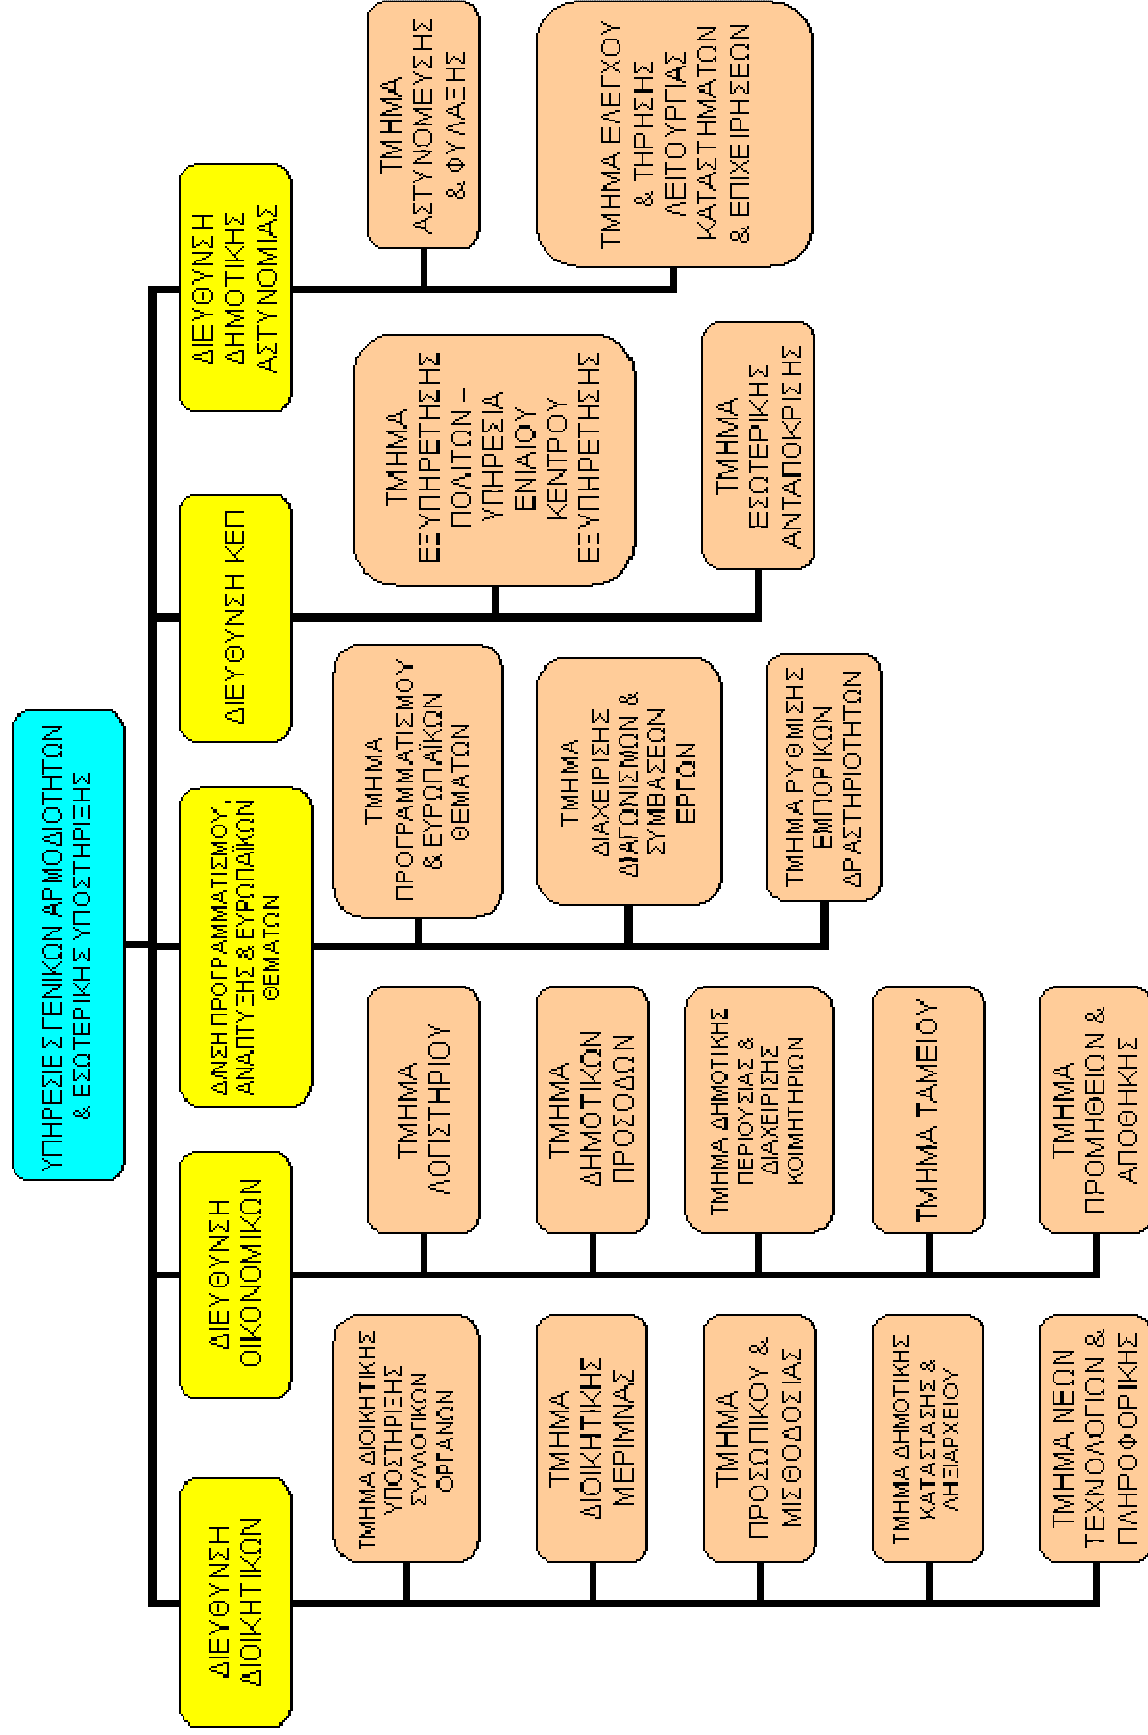 ΥΠΗΡΕΣΙΕΣ ΓΕΝΙΚΩΝ ΑΡΜΟΔΙΟΤΗΤΩΝ
& ΕΣΩΤΕΡΙΚΗΣ ΥΠΟΣΤΗΡΙΞΗΣ
ΔΙΕΥΘΥΝΣΗ
ΔΙΟΙΚΗΤΙΚΩΝ
ΤΜΗΜΑ ΔΙΟΙΚΗΤΙΚΗΣ
ΥΠΟΣΤΗΡΙΞΗΣ
ΣΥΛΛΟΓΙΚΩΝ
ΟΡΓΑΝΩΝ
ΤΜΗΜΑ
ΔΙΟΙΚΗΤΙΚΗΣ
ΜΕΡΙΜΝΑΣ
ΤΜΗΜΑ
ΠΡΟΣΩΠΙΚΟΥ &
ΜΙΣΘΟΔΟΣΙΑΣ
ΤΜΗΜΑ ΔΗΜΟΤΙΚΗΣ
ΚΑΤΑΣΤΑΣΗΣ &
ΛΗΞΙΑΡΧΕΙΟΥ
ΤΜΗΜΑ ΝΕΩΝ
ΤΕΧΝΟΛΟΓΙΩΝ &
ΠΛΗΡΟΦΟΡΙΚΗΣ
ΔΙΕΥΘΥΝΣΗ
ΟΙΚΟΝΟΜΙΚΩΝ
ΤΜΗΜΑ
ΛΟΓΙΣΤΗΡΙΟΥ
ΤΜΗΜΑ
ΔΗΜΟΤΙΚΩΝ
ΠΡΟΣΟΔΩΝ
ΤΜΗΜΑ ΔΗΜΟΤΙΚΗΣ
ΠΕΡΙΟΥΣΙΑΣ &
ΔΙΑΧΕΙΡΙΣΗΣ
ΚΟΙΜΗΤΗΡΙΩΝ
ΤΜΗΜΑ ΤΑΜΕΙΟΥ
ΤΜΗΜΑ
ΠΡΟΜΗΘΕΙΩΝ &
ΑΠΟΘΗΚΗΣ
Δ/ΝΣΗ ΠΡΟΓΡΑΜΜΑΤΙΣΜΟΥ,
ΑΝΑΠΤΥΞΗΣ & ΕΥΡΩΠΑΪΚΩΝ
ΘΕΜΑΤΩΝ
ΤΜΗΜΑ
ΠΡΟΓΡΑΜΜΑΤΙΣΜΟΥ
& ΕΥΡΩΠΑΪΚΩΝ
ΘΕΜΑΤΩΝ
ΤΜΗΜΑ
ΔΙΑΧΕΙΡΙΣΗΣ
ΔΙΑΓΩΝΙΣΜΩΝ &
ΣΥΜΒΑΣΕΩΝ
ΕΡΓΩΝ
ΤΜΗΜΑ ΡΥΘΜΙΣΗΣ
ΕΜΠΟΡΙΚΩΝ
ΔΡΑΣΤΗΡΙΟΤΗΤΩΝ
ΔΙΕΥΘΥΝΣΗ ΚΕΠ
ΤΜΗΜΑ
ΕΞΥΠΗΡΕΤΗΣΗΣ
ΠΟΛΙΤΩΝ –
ΥΠΗΡΕΣΙΑ
ΕΝΙΑΙΟΥ
ΚΕΝΤΡΟΥ
ΕΞΥΠΗΡΕΤΗΣΗΣ
ΤΜΗΜΑ
ΕΣΩΤΕΡΙΚΗΣ
ΑΝΤΑΠΟΚΡΙΣΗΣ
ΔΙΕΥΘΥΝΣΗ
ΔΗΜΟΤΙΚΗΣ
ΑΣΤΥΝΟΜΙΑΣ
ΤΜΗΜΑ
ΑΣΤΥΝΟΜΕΥΣΗΣ
& ΦΥΛΑΞΗΣ
ΤΜΗΜΑ ΕΛΕΓΧΟΥ
& ΤΗΡΗΣΗΣ
ΛΕΙΤΟΥΡΓΙΑΣ
ΚΑΤΑΣΤΗΜΑΤΩΝ
& ΕΠΙΧΕΙΡΗΣΕΩΝ